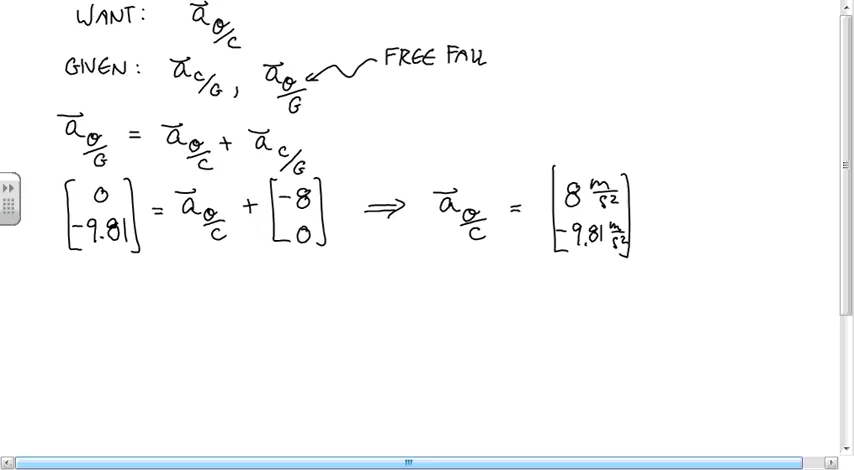 WANT: a⃗ θ/C
GIVEN: a⃗ C/G, a⃗ θ/G FREE FALL
a⃗ θ/G = a⃗ θ/C + a⃗ C/G
[0 -9.81] = a⃗ θ/C + [-8 0] ⇒ a⃗ θ/C = [8 m/s² -9.81 m/s²]